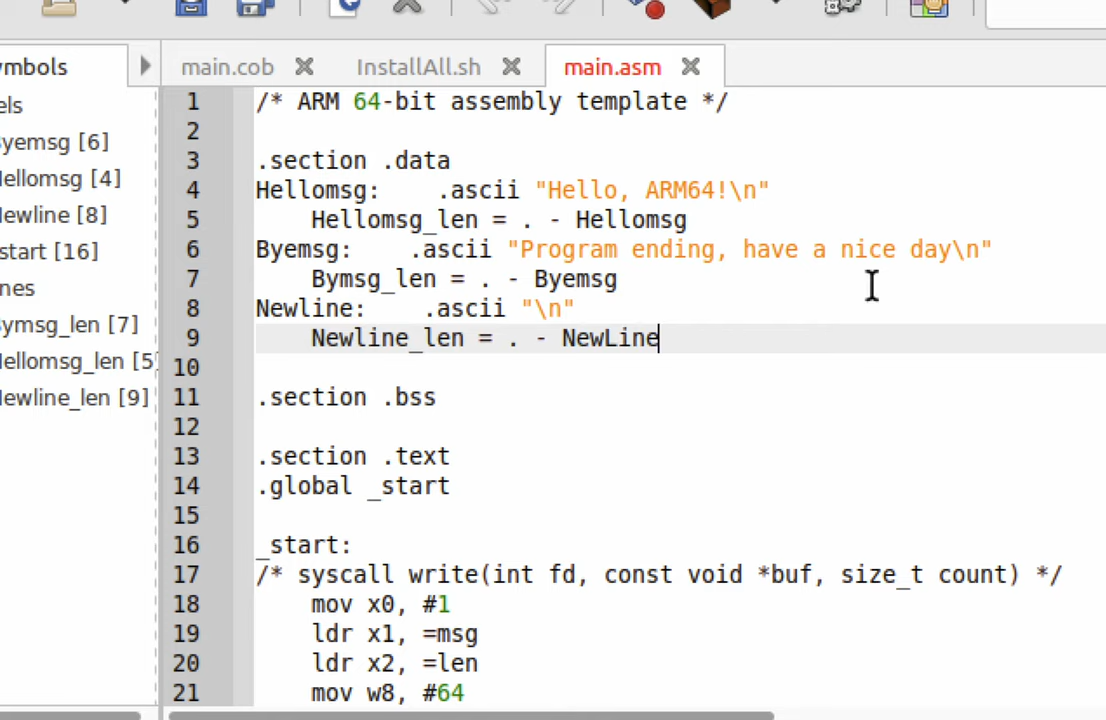 ymbols
main.cob
InstallAll.sh
main.asm
els
yemsg [6]
ellomsg [4]
ewline [8]
start [16]
nes
ymsg_len [7]
ellomsg_len [5
ewline_len [9]
1 /* ARM 64-bit assembly template */
2
3 .section .data
4 Hellomsg:    .ascii "Hello, ARM64!\n"
5     Hellomsg_len = . - Hellomsg
6 Byemsg:    .ascii "Program ending, have a nice day\n"
7     Bymsg_len = . - Byemsg
8 Newline:    .ascii "\n"
9     Newline_len = . - NewLine
10
11 .section .bss
12
13 .section .text
14 .global _start
15
16 _start:
17 /* syscall write(int fd, const void *buf, size_t count) */
18     mov x0, #1
19     ldr x1, =msg
20     ldr x2, =len
21     mov w8, #64